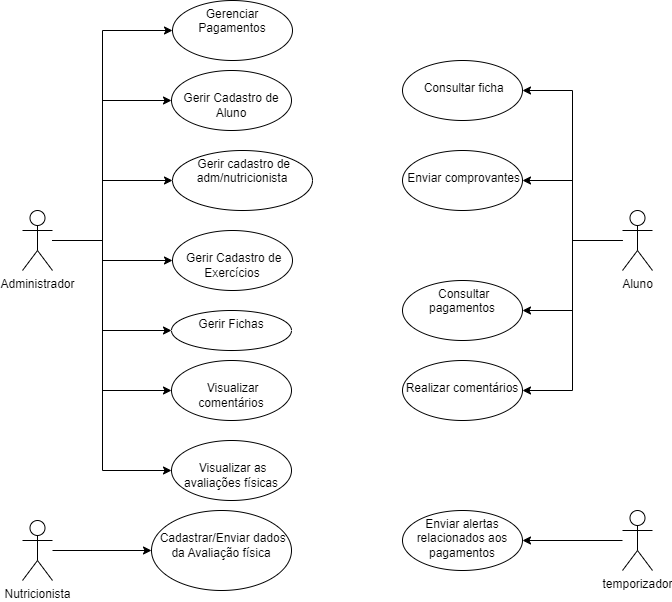 Gerenciar
Pagamentos
Gerir Cadastro de
Aluno
Gerir cadastro de
adm/nutricionista
Administrador
Gerir Cadastro de
Exercícios
Gerir Fichas
Visualizar
comentários
Visualizar as
avaliações físicas
Nutricionista
Cadastrar/Enviar dados
da Avaliação física
Consultar ficha
Enviar comprovantes
Aluno
Consultar
pagamentos
Realizar comentários
Enviar alertas
relacionados aos
pagamentos
temporizador